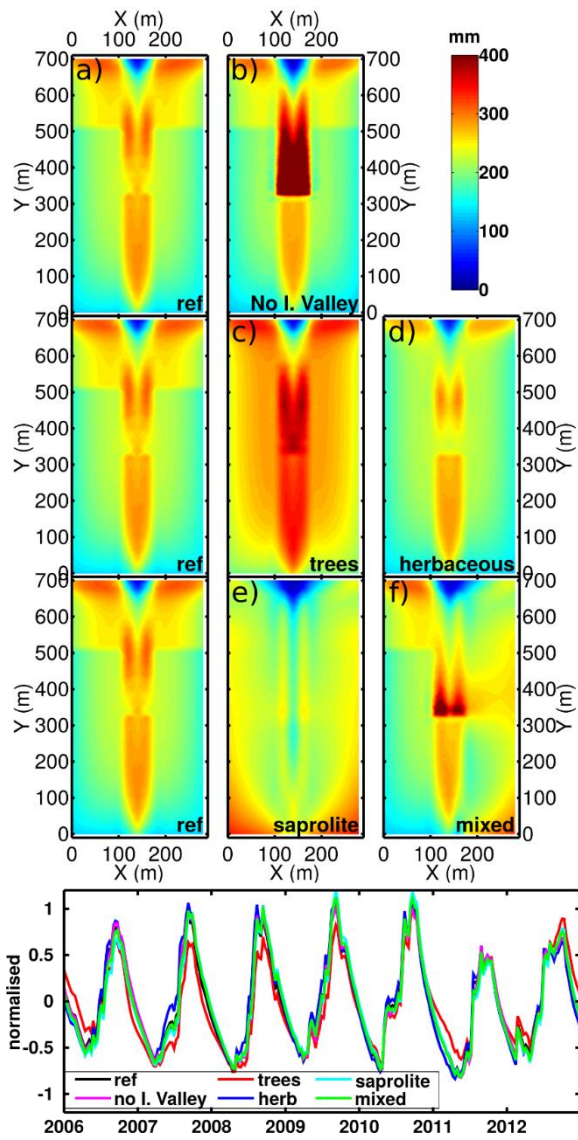 X (m)
X (m)
0 100 200
0 100 200
700
600
500
400
300
200
100
0
Y (m)
a)
ref
b)
No I. Valley
700
600
500
400
300
200
100
0
Y (m)
mm
400
300
200
100
0
700
600
500
400
300
200
100
0
Y (m)
ref
c)
trees
d)
herbaceous
700
600
500
400
300
200
100
0
Y (m)
700
600
500
400
300
200
100
0
Y (m)
ref
e)
saprolite
f)
mixed
700
600
500
400
300
200
100
0
Y (m)
0 100 200
0 100 200
0 100 200
X (m)
X (m)
X (m)
normalised
1
0.5
0
-0.5
-1
ref
trees
saprolite
no I. Valley
herb
mixed
2006 2007 2008 2009 2010 2011 2012